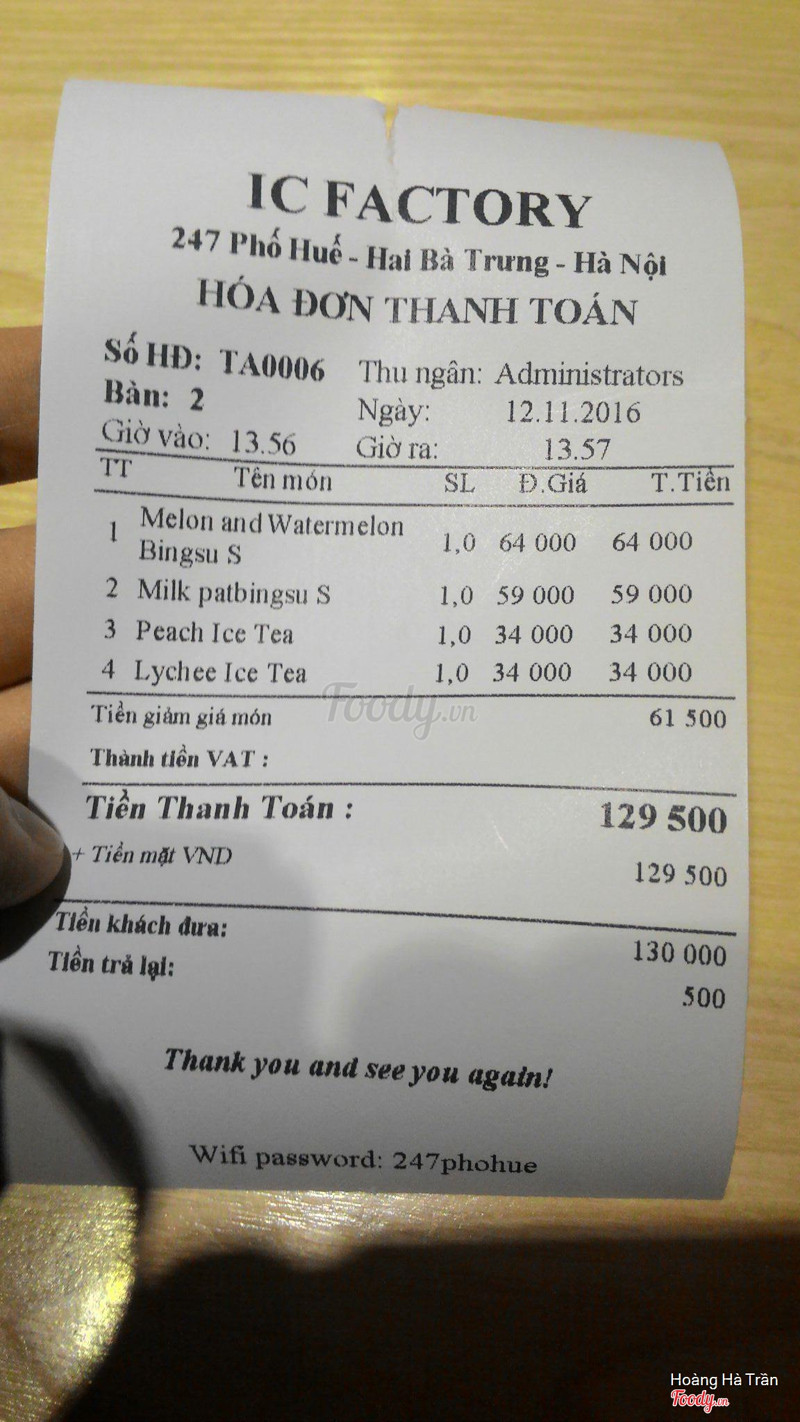 IC FACTORY
247 Phố Huế - Hai Bà Trưng - Hà Nội
HÓA ĐƠN THANH TOÁN
Số HĐ: TA0006 Thu ngân: Administrators
Bàn: 2 Ngày: 12.11.2016
Giờ vào: 13.56 Giờ ra: 13.57
TT Tên món SL Đ.Giá T.Tiền
1 Melon and Watermelon Bingsu S 1,0 64 000 64 000
2 Milk patbingsu S 1,0 59 000 59 000
3 Peach Ice Tea 1,0 34 000 34 000
4 Lychee Ice Tea 1,0 34 000 34 000
Foody.vn
Tiền giảm giá món 61 500
Thành tiền VAT :
Tiền Thanh Toán : 129 500
+ Tiền mặt VND 129 500
Tiền khách đưa: 130 000
Tiền trả lại: 500
Thank you and see you again!
Wifi password: 247phohue
Hoàng Hà Trần
Foody.vn